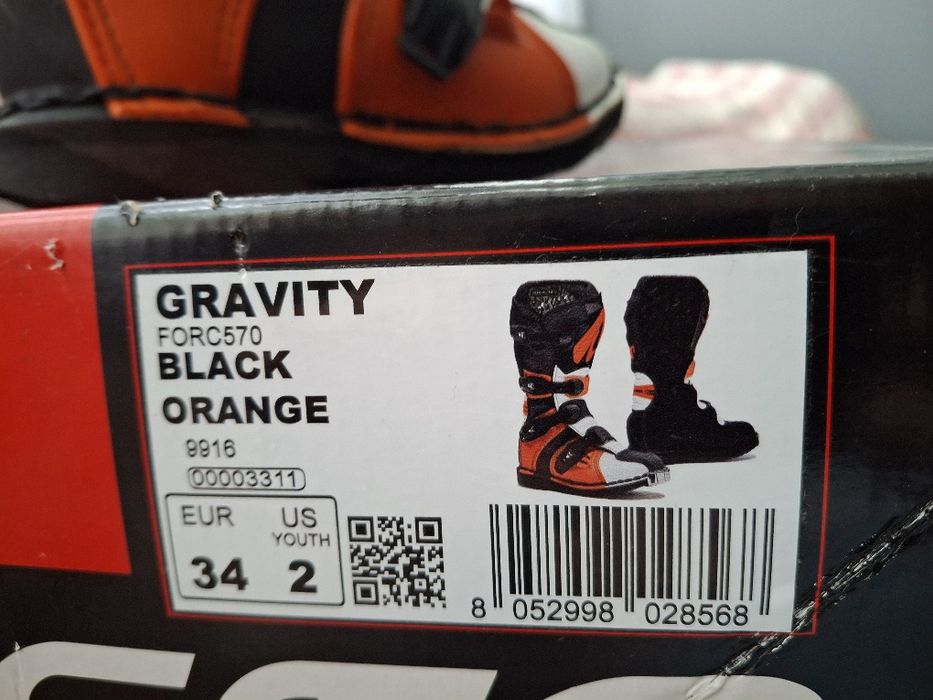 GRAVITY
FORC570
BLACK
ORANGE
9916
00003311
EUR US
YOUTH
34 2
8 052998 028568